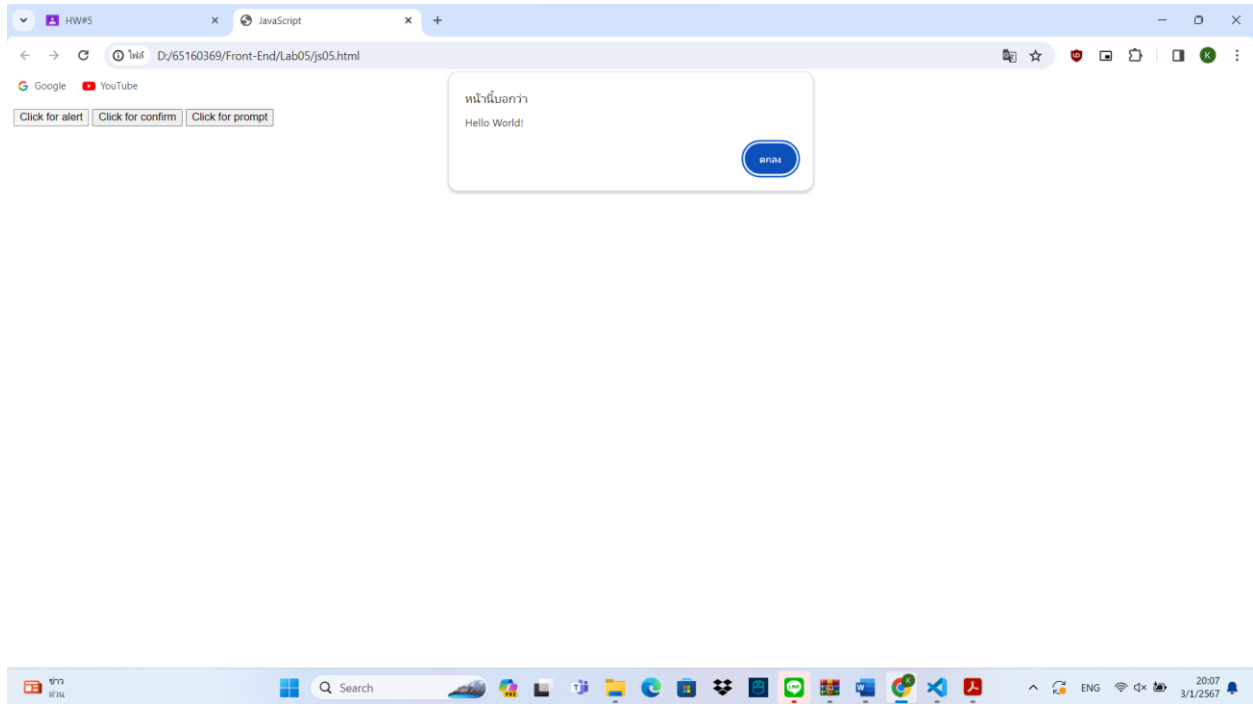 HW#5
JavaScript
ไฟล์ D:/65160369/Front-End/Lab05/js05.html
K
Google YouTube
Click for alert Click for confirm Click for prompt
หน้านี้บอกว่า
Hello World!
ตกลง
ข่าว
ด่วน
Search
PRE
ENG
20:07
3/1/2567